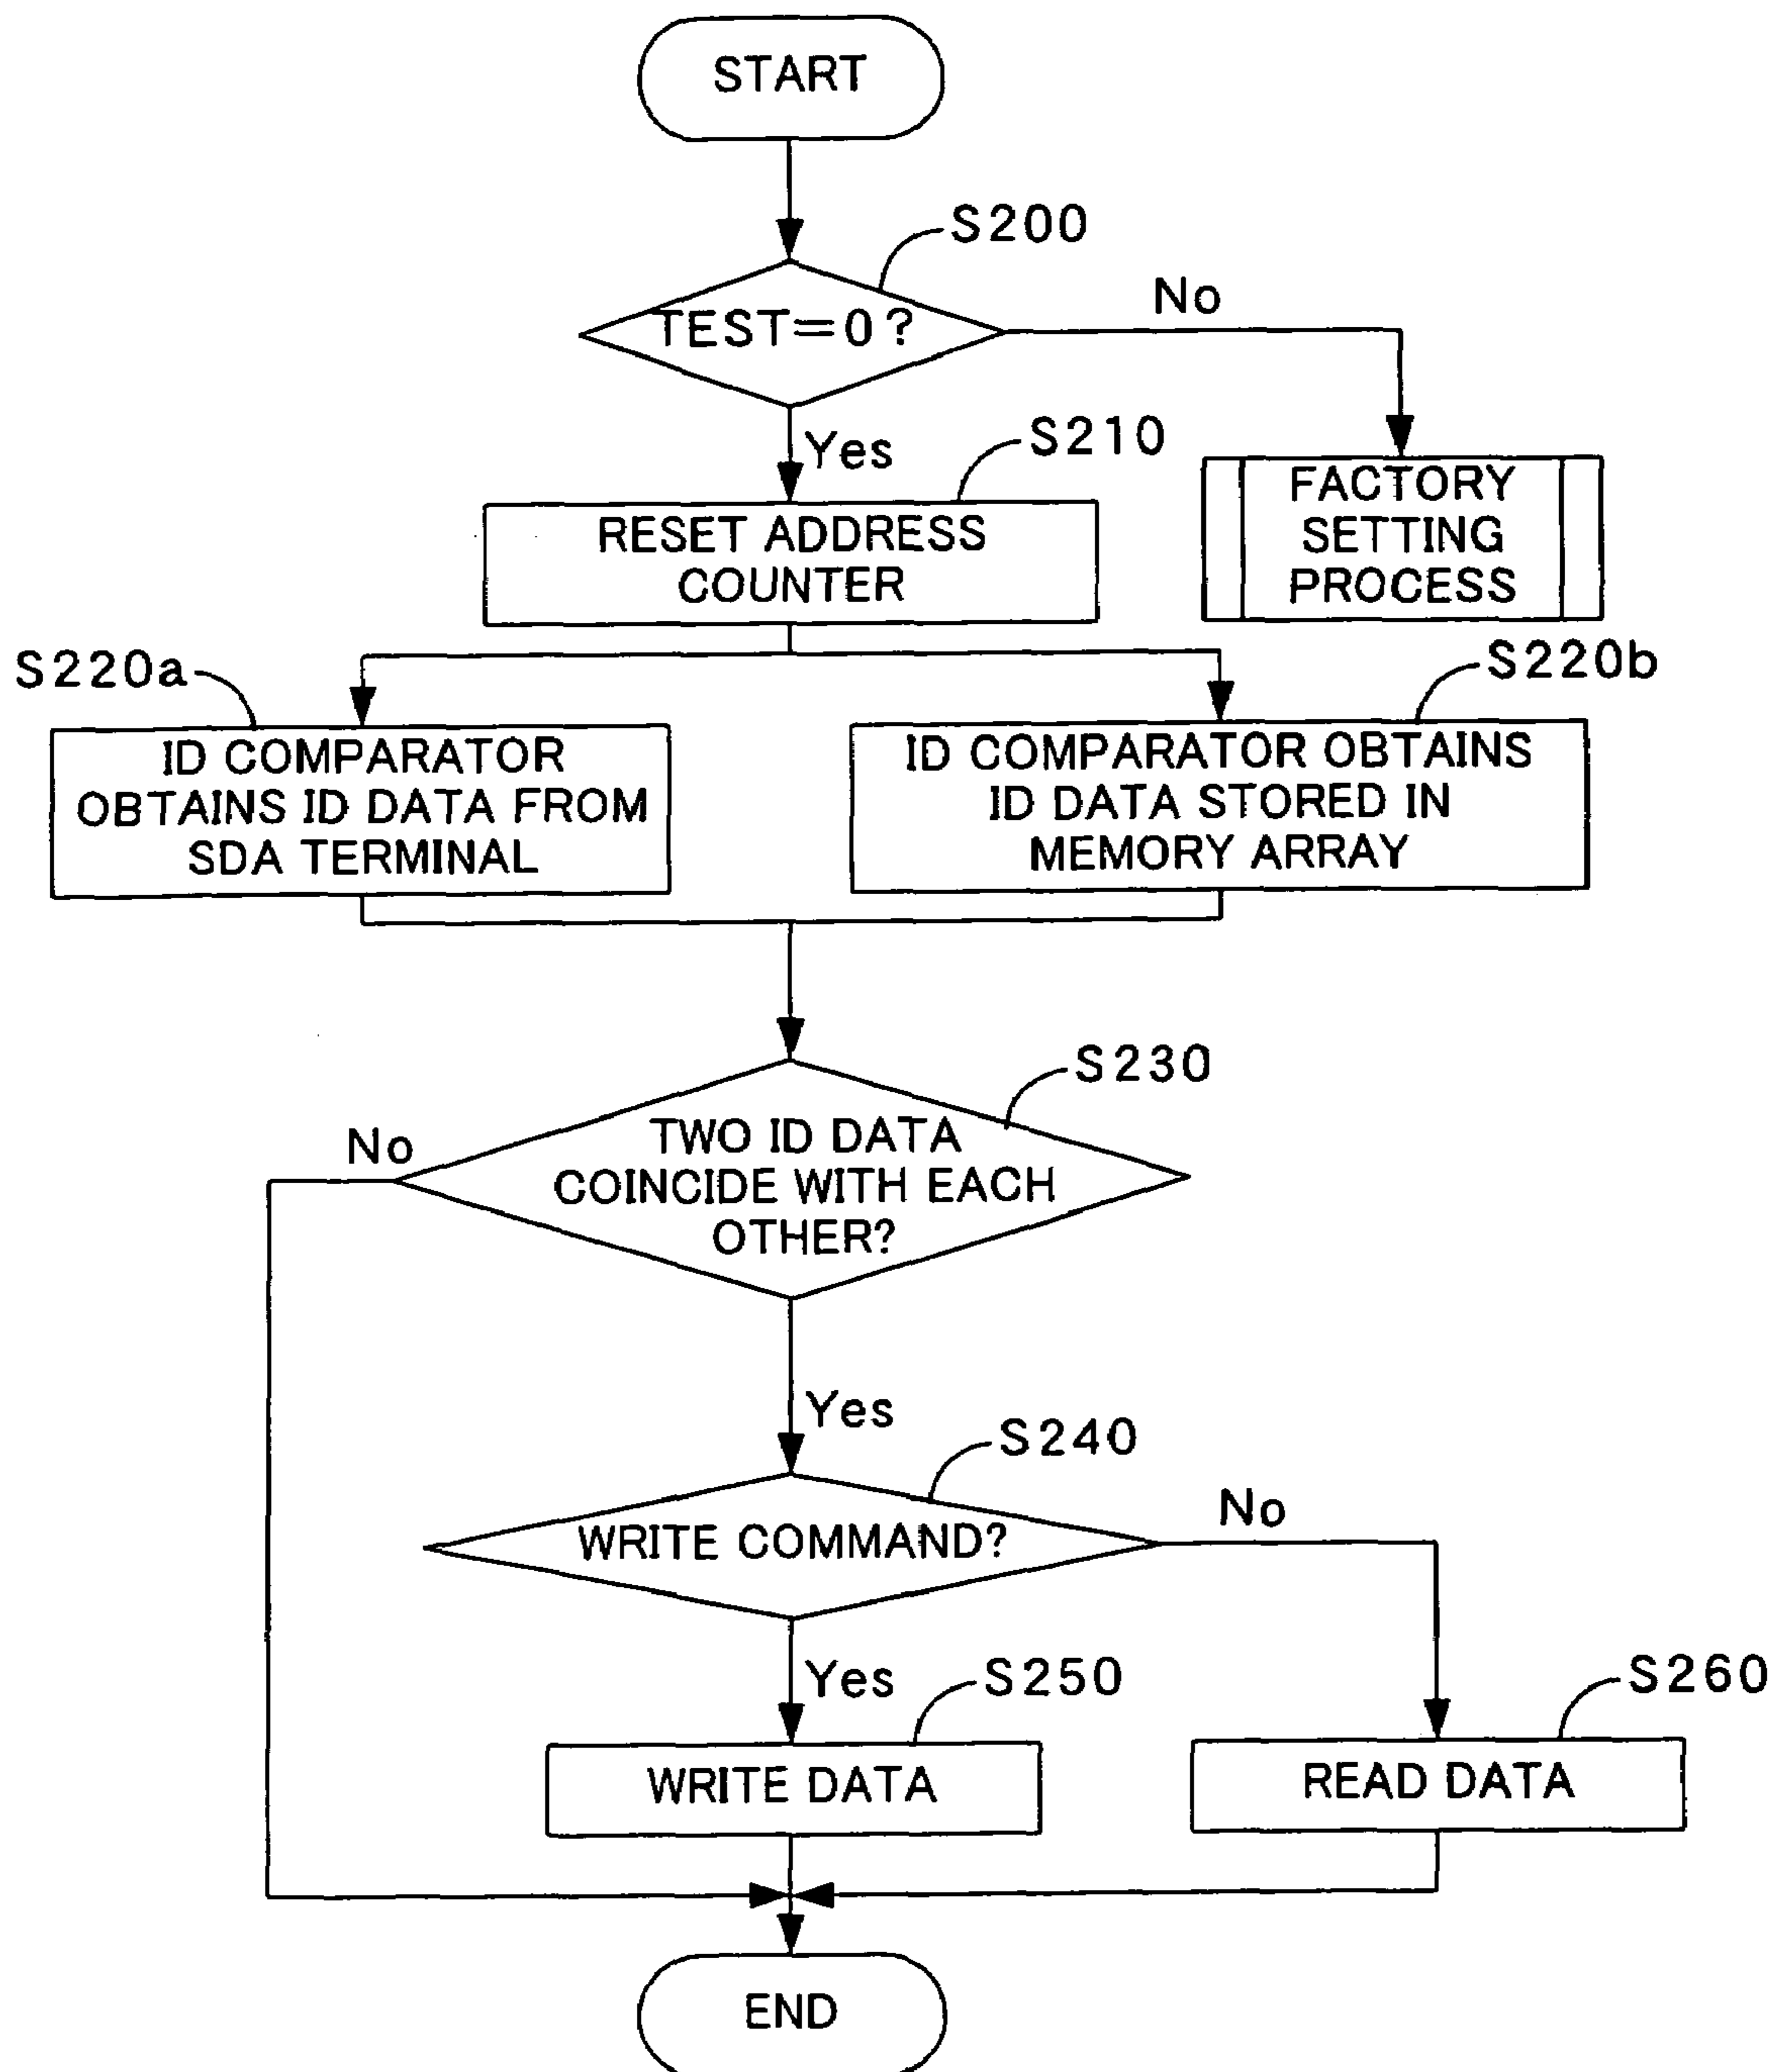 START
S200
TEST=0?
No
Yes
S210
RESET ADDRESS
COUNTER
FACTORY
SETTING
PROCESS
S220a
S220b
ID COMPARATOR
OBTAINS ID DATA FROM
SDA TERMINAL
ID COMPARATOR OBTAINS
ID DATA STORED IN
MEMORY ARRAY
S230
No
TWO ID DATA
COINCIDE WITH EACH
OTHER?
Yes
S240
WRITE COMMAND?
No
Yes
S250
S260
WRITE DATA
READ DATA
END